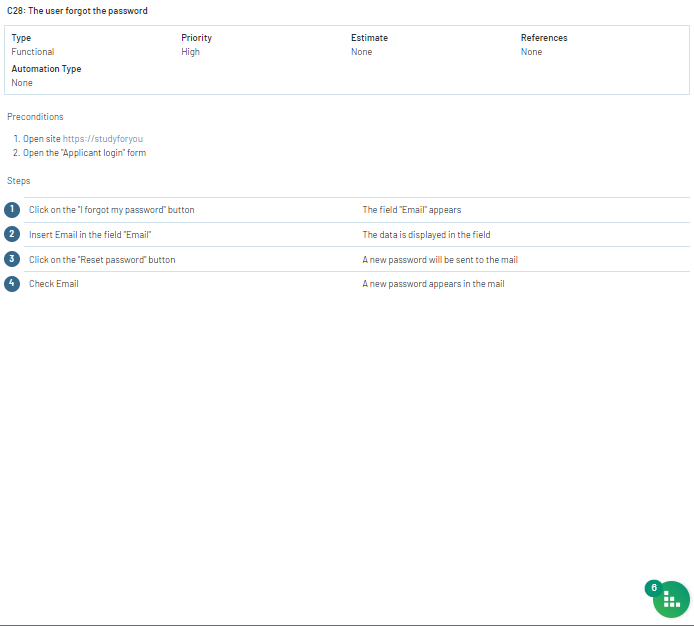 C28: The user forgot the password
Type Priority Estimate References
Functional High None None
Automation Type
None
Preconditions
1. Open site https://studyforyou
2. Open the "Applicant login" form
Steps
1 Click on the "I forgot my password" button The field "Email" appears
2 Insert Email in the field "Email" The data is displayed in the field
3 Click on the "Reset password" button A new password will be sent to the mail
4 Check Email A new password appears in the mail
6